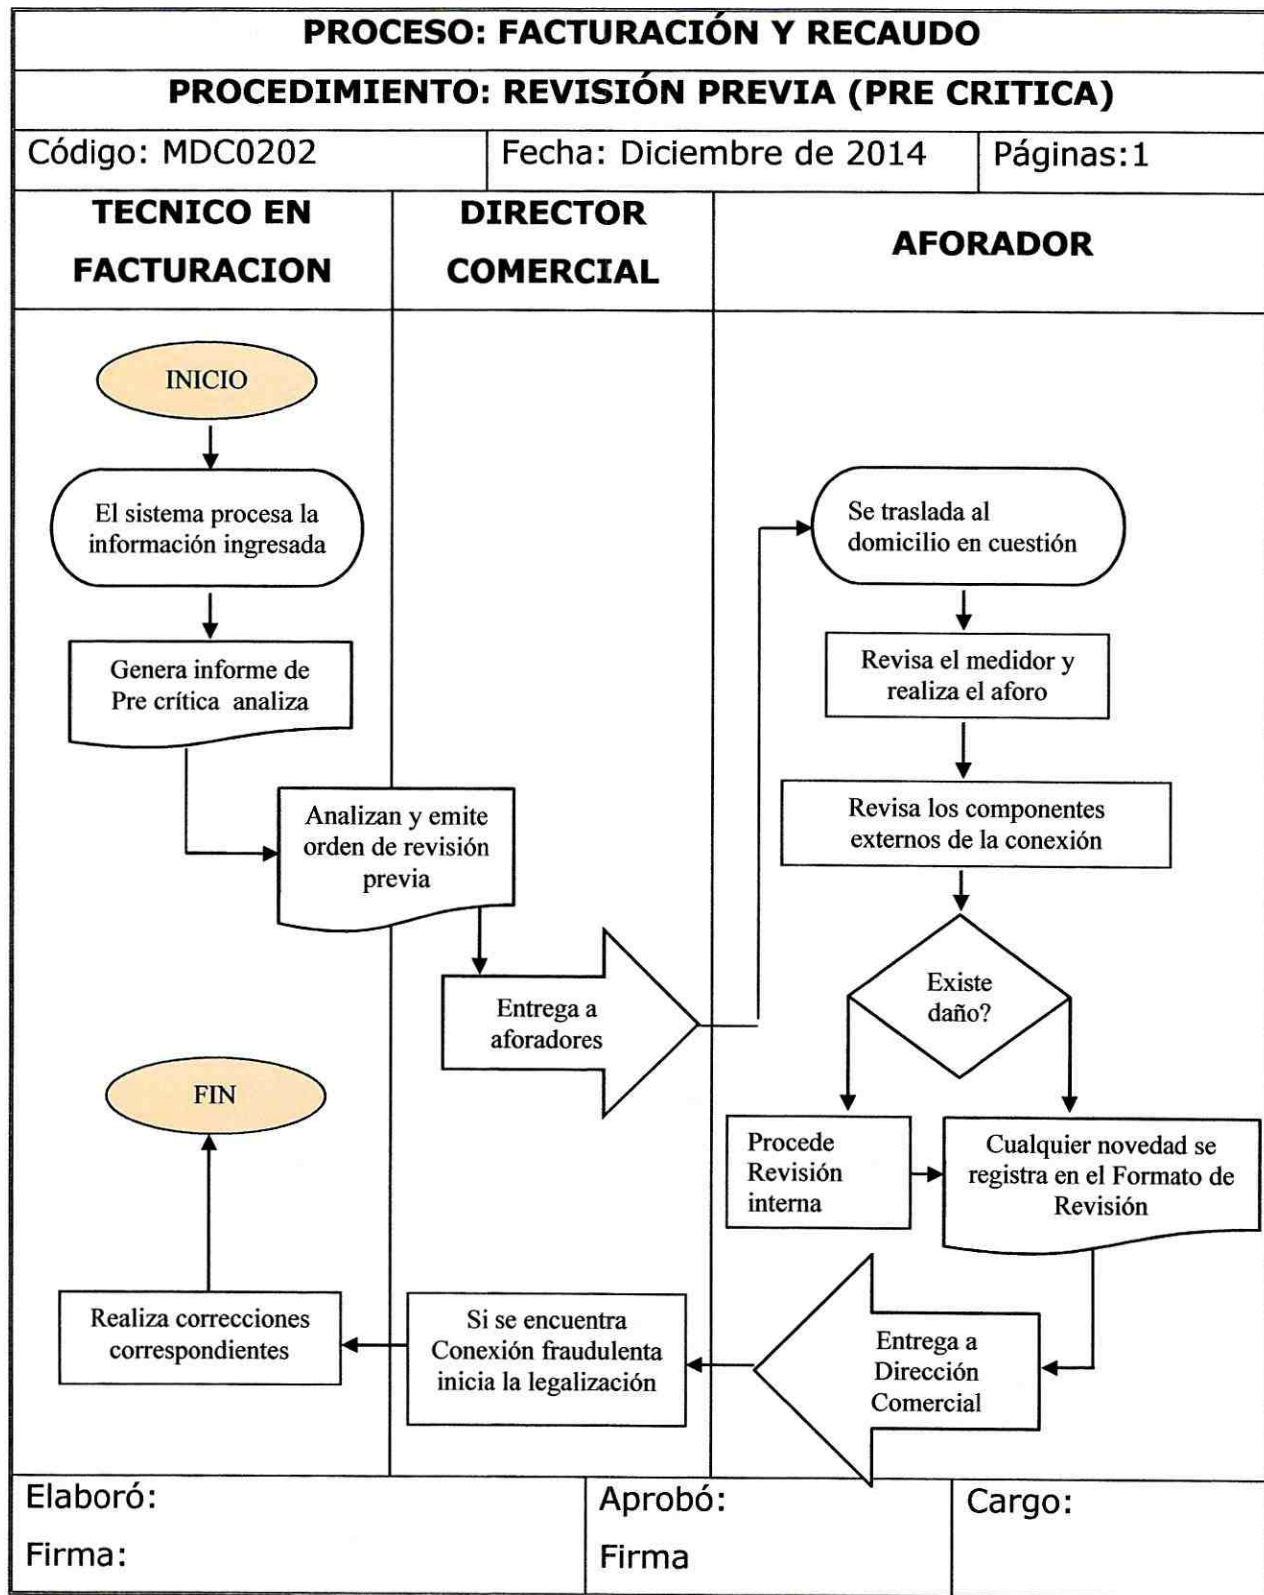 PROCESO: FACTURACIÓN Y RECAUDO
PROCEDIMIENTO: REVISIÓN PREVIA (PRE CRITICA)
Código: MDC0202
Fecha: Diciembre de 2014
Páginas:1
TECNICO EN
FACTURACION
DIRECTOR
COMERCIAL
AFORADOR
INICIO
El sistema procesa la
información ingresada
Genera informe de
Pre crítica analiza
Analizan y emite
orden de revisión
previa
Entrega a
aforadores
Se traslada al
domicilio en cuestión
Revisa el medidor y
realiza el aforo
Revisa los componentes
externos de la conexión
Existe
daño?
Procede
Revisión
interna
Cualquier novedad se
registra en el Formato de
Revisión
Entrega a
Dirección
Comercial
Si se encuentra
Conexión fraudulenta
inicia la legalización
Realiza correcciones
correspondientes
FIN
Elaboró:
Firma:
Aprobó:
Firma
Cargo: